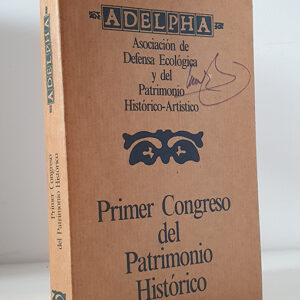 ADELPHA
Asociación de
Defensa Ecológica
y del
Patrimonio
Histórico-Artístico
Primer Congreso
del
Patrimonio
Histórico
ADELPHA
Primer Congreso
del Patrimonio Histórico